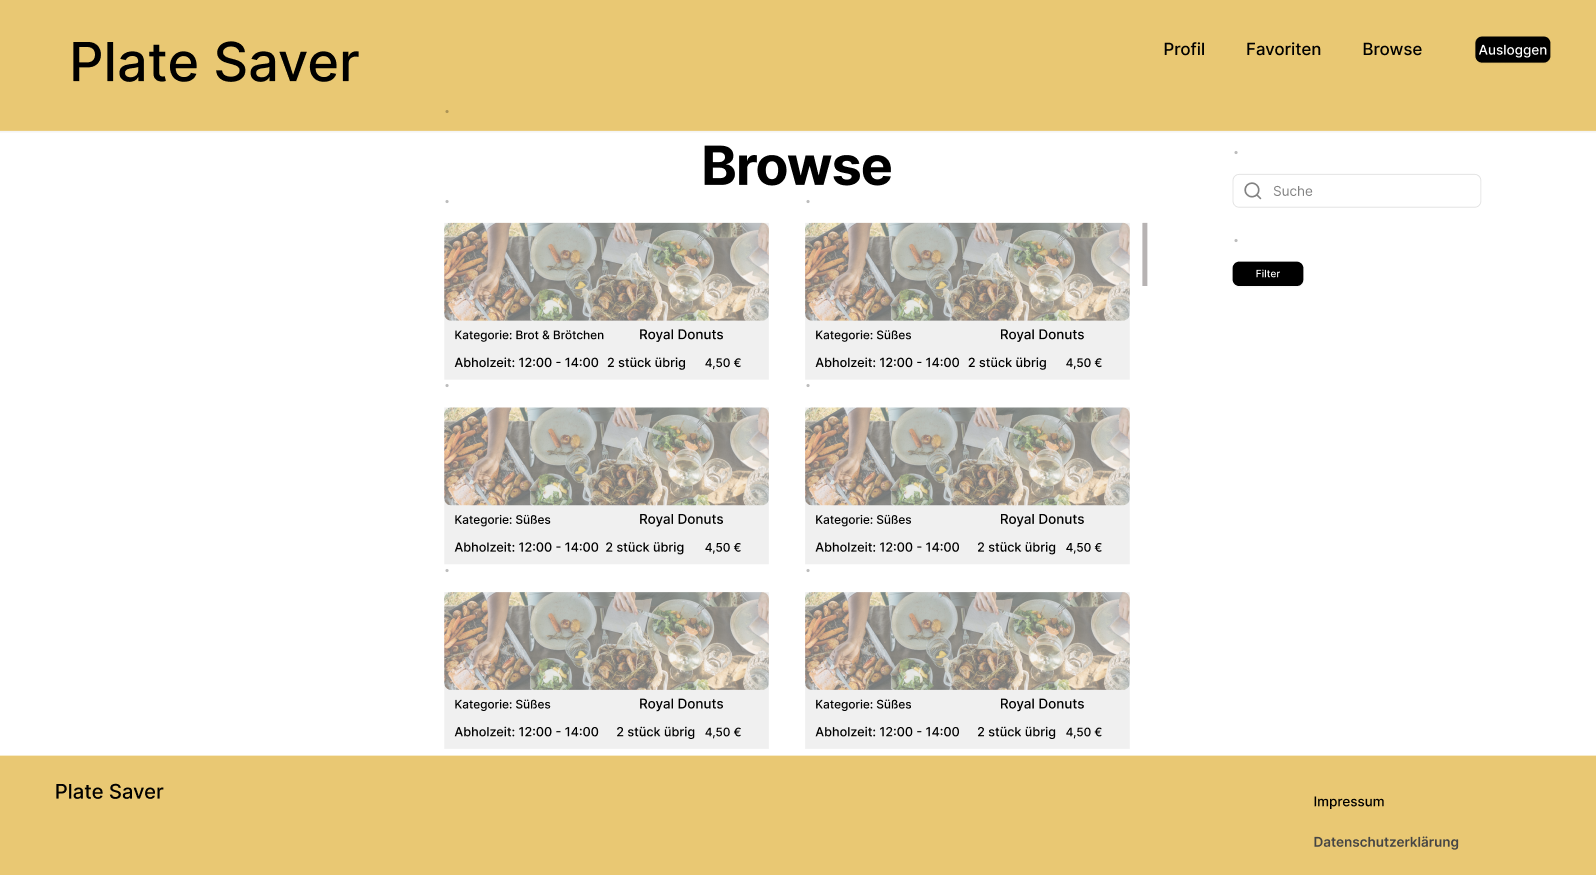 Plate Saver
Profil Favoriten Browse Ausloggen
Browse
Suche
Filter
Kategorie: Brot & Brötchen Royal Donuts
Abholzeit: 12:00 - 14:00 2 stück übrig 4,50 €
Kategorie: Süßes Royal Donuts
Abholzeit: 12:00 - 14:00 2 stück übrig 4,50 €
Kategorie: Süßes Royal Donuts
Abholzeit: 12:00 - 14:00 2 stück übrig 4,50 €
Kategorie: Süßes Royal Donuts
Abholzeit: 12:00 - 14:00 2 stück übrig 4,50 €
Kategorie: Süßes Royal Donuts
Abholzeit: 12:00 - 14:00 2 stück übrig 4,50 €
Kategorie: Süßes Royal Donuts
Abholzeit: 12:00 - 14:00 2 stück übrig 4,50 €
Plate Saver
Impressum
Datenschutzerklärung